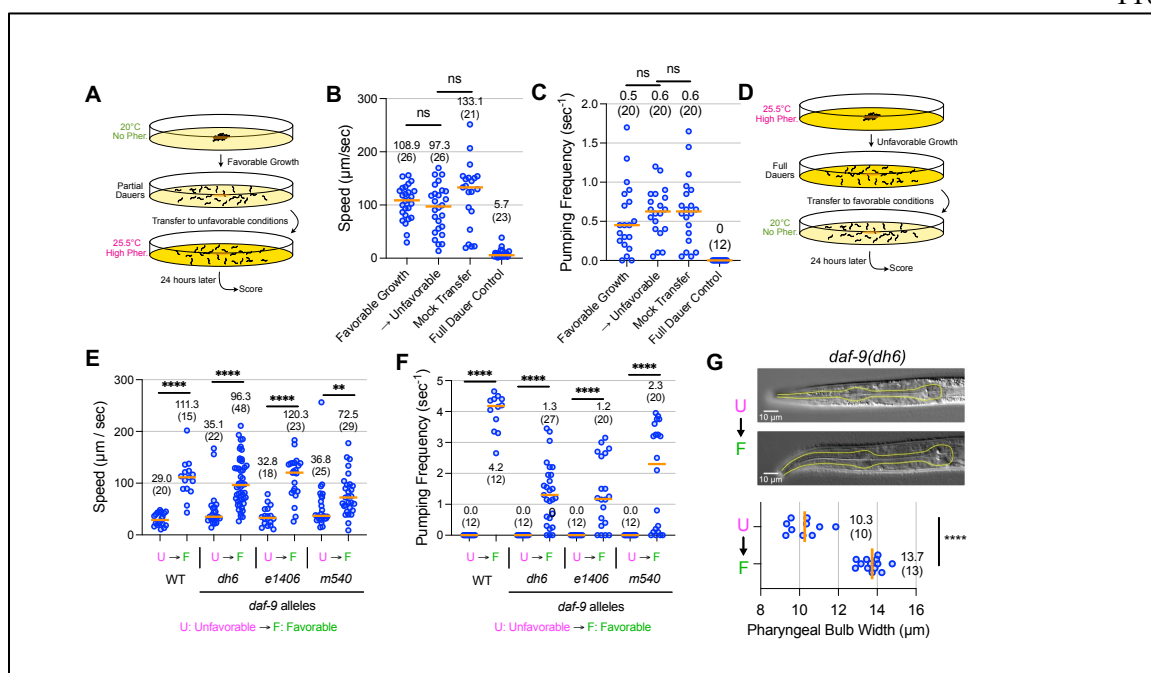 A
20°C
No Pher.
Favorable Growth
Partial
Dauers
Transfer to unfavorable conditions
25.5°C
High Pher.
24 hours later
Score
B
ns
ns
133.1
(21)
108.9
(26)
97.3
(26)
5.7
(23)
300
200
100
0
Speed (µm/sec)
Favorable Growth
→ Unfavorable
Mock Transfer
Full Dauer Control
C
ns
ns
0.5
(20)
0.6
(20)
0.6
(20)
0
(12)
2.0
1.5
1.0
0.5
0.0
Pumping Frequency (sec-1)
Favorable Growth
→ Unfavorable
Mock Transfer
Full Dauer Control
D
25.5°C
High Pher.
Unfavorable Growth
Full
Dauers
Transfer to favorable conditions
20°C
No Pher.
24 hours later
Score
E
****
****
****
**
29.0
(20)
111.3
(15)
35.1
(22)
96.3
(48)
32.8
(18)
120.3
(23)
36.8
(25)
72.5
(29)
300
200
100
0
Speed (µm / sec)
U → F U → F U → F U → F
WT dh6 e1406 m540
daf-9 alleles
U: Unfavorable → F: Favorable
F
****
****
****
****
0.0
(12)
4.2
(12)
0.0
(12)
1.3
(27)
0.0
(12)
1.2
(20)
0.0
(12)
2.3
(20)
0
5
4
3
2
1
0
Pumping Frequency (sec-1)
U → F U → F U → F U → F
WT dh6 e1406 m540
daf-9 alleles
U: Unfavorable → F: Favorable
G
daf-9(dh6)
10 µm
U
F
10 µm
U
F
10.3
(10)
13.7
(13)
****
8 10 12 14 16
Pharyngeal Bulb Width (µm)